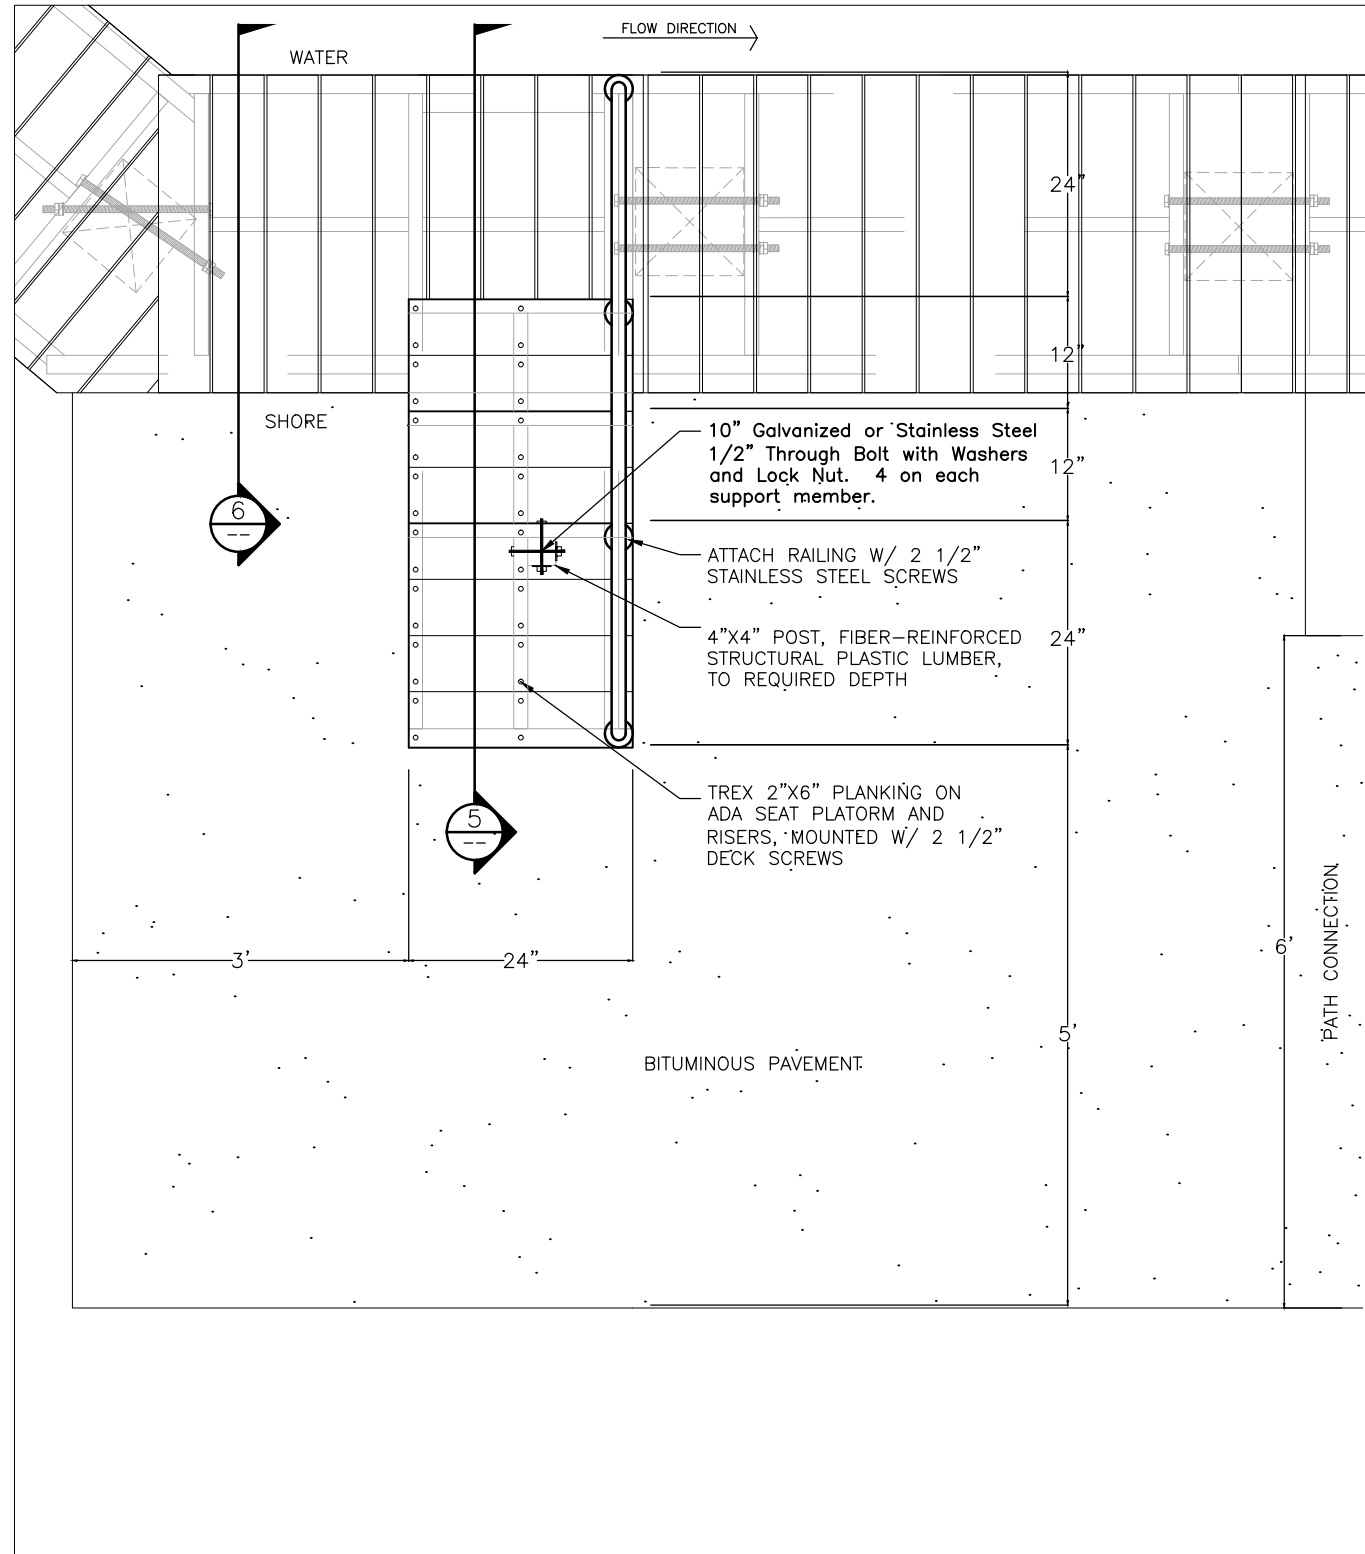 FLOW DIRECTION
WATER
24"
12"
SHORE
10" Galvanized or Stainless Steel
1/2" Through Bolt with Washers
and Lock Nut. 4 on each
support member.
12"
6
--
ATTACH RAILING W/ 2 1/2"
STAINLESS STEEL SCREWS
4"X4" POST, FIBER-REINFORCED
STRUCTURAL PLASTIC LUMBER,
TO REQUIRED DEPTH
24"
TREX 2"X6" PLANKING ON
ADA SEAT PLATORM AND
RISERS, MOUNTED W/ 2 1/2"
DECK SCREWS
5
--
3'
24"
6'
PATH CONNECTION
5'
BITUMINOUS PAVEMENT